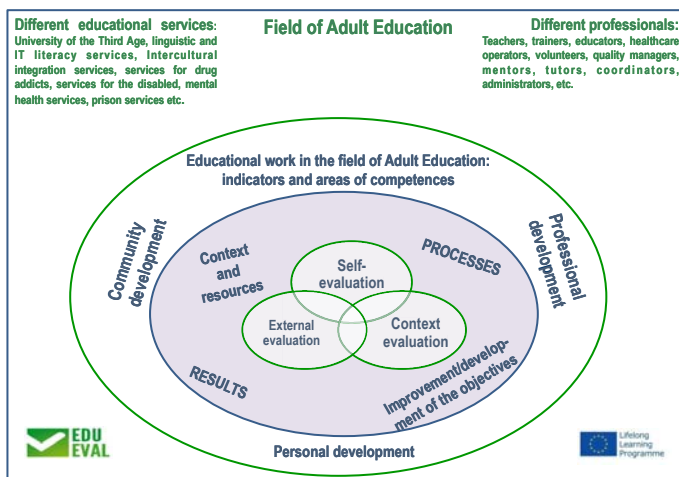 Different educational services:
University of the Third Age, linguistic and
IT literacy services, Intercultural
integration services, services for drug
addicts, services for the disabled, mental
health services, prison services etc.
Field of Adult Education
Different professionals:
Teachers, trainers, educators, healthcare
operators, volunteers, quality managers,
mentors, tutors, coordinators,
administrators, etc.
Educational work in the field of Adult Education:
indicators and areas of competences
Community
development
Professional
development
Context
and
resources
PROCESSES
Self-
evaluation
External
evaluation
Context
evaluation
RESULTS
Improvement/develop-
ment of the objectives
Personal development
EDU
EVAL
Lifelong
Learning
Programme